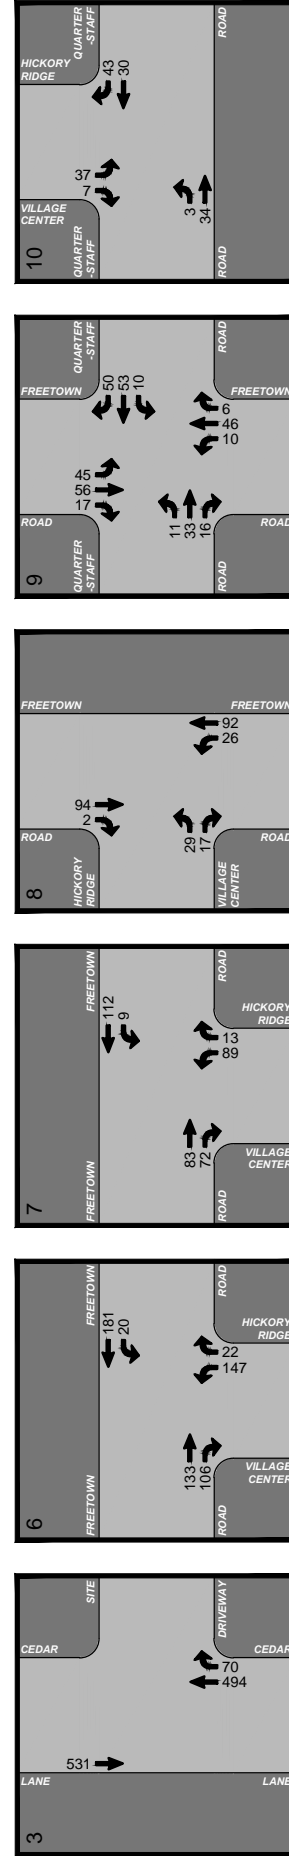 10
HICKORY
RIDGE
QUARTER
-STAFF
ROAD
43
30
37
7
3
34
VILLAGE
CENTER
QUARTER
-STAFF
ROAD
9
FREETOWN
QUARTER
-STAFF
ROAD
FREETOWN
50
53
10
45
56
17
6
46
10
11
33
16
ROAD
QUARTER
-STAFF
ROAD
ROAD
8
FREETOWN
FREETOWN
94
2
92
26
29
17
ROAD
HICKORY
RIDGE
VILLAGE
CENTER
ROAD
7
FREETOWN
ROAD
HICKORY
RIDGE
112
9
13
89
83
72
FREETOWN
ROAD
VILLAGE
CENTER
6
FREETOWN
ROAD
HICKORY
RIDGE
181
20
22
147
133
106
FREETOWN
ROAD
VILLAGE
CENTER
3
CEDAR
SITE
DRIVEWAY
CEDAR
70
494
531
LANE
LANE